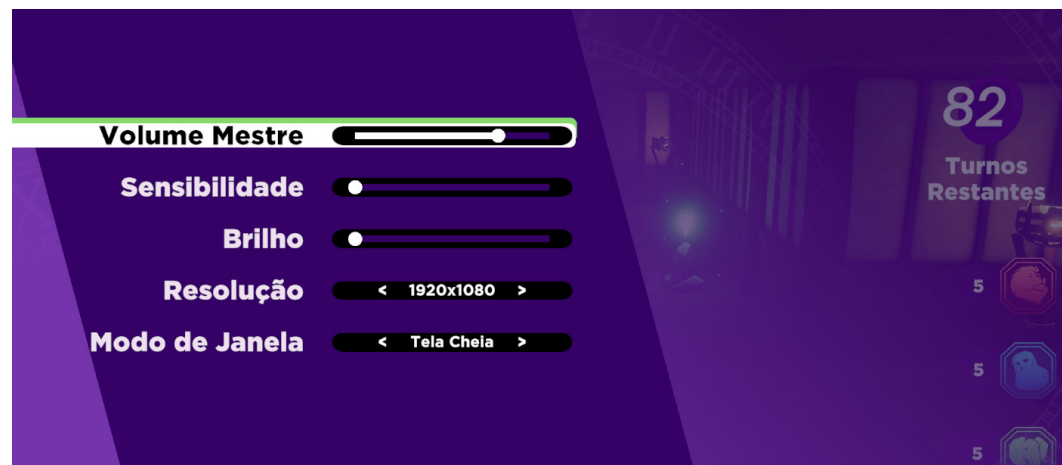 Volume Mestre
Sensibilidade
Brilho
Resolução < 1920x1080 >
Modo de Janela < Tela Cheia >
82
Turnos
Restantes
5
5
5